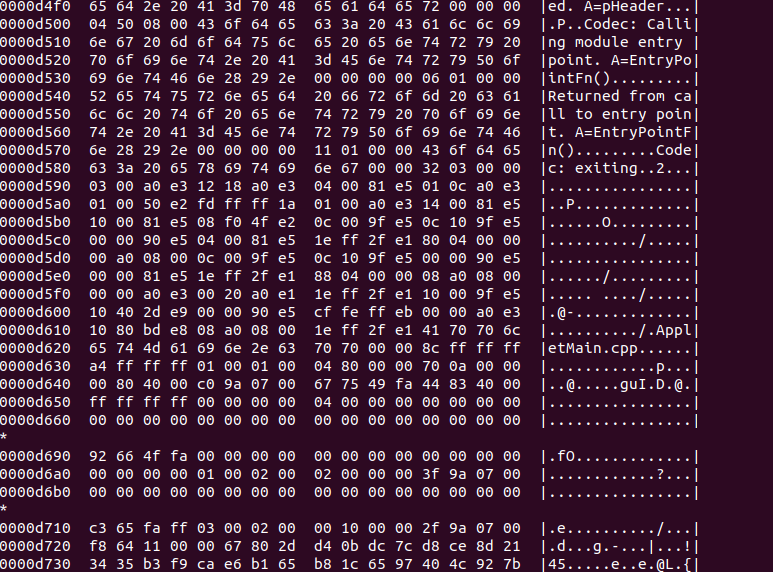 0000d4f0  65 64 2e 20 41 3d 70 48  65 61 64 65 72 00 00 00  |ed. A=pHeader...|
0000d500  04 50 08 00 43 6f 64 65  63 3a 20 43 61 6c 6c 69  |.P..Codec: Calli|
0000d510  6e 67 20 6d 6f 64 75 6c  65 20 65 6e 74 72 79 20  |ng module entry |
0000d520  70 6f 69 6e 74 2e 20 41  3d 45 6e 74 72 79 50 6f  |point. A=EntryPo|
0000d530  69 6e 74 46 6e 28 29 2e  00 00 00 00 06 01 00 00  |intFn().........|
0000d540  52 65 74 75 72 6e 65 64  20 66 72 6f 6d 20 63 61  |Returned from ca|
0000d550  6c 6c 20 74 6f 20 65 6e  74 72 79 20 70 6f 69 6e  |ll to entry poin|
0000d560  74 2e 20 41 3d 45 6e 74  72 79 50 6f 69 6e 74 46  |t. A=EntryPointF|
0000d570  6e 28 29 2e 00 00 00 00  11 01 00 00 43 6f 64 65  |n().........Code|
0000d580  63 3a 20 65 78 69 74 69  6e 67 00 00 32 03 00 00  |c: exiting..2...|
0000d590  03 00 a0 e3 12 18 a0 e3  04 00 81 e5 01 0c a0 e3  |................|
0000d5a0  01 00 50 e2 fd ff ff 1a  01 00 a0 e3 14 00 81 e5  |..P.............|
0000d5b0  10 00 81 e5 08 f0 4f e2  0c 00 9f e5 0c 10 9f e5  |......O.........|
0000d5c0  00 00 90 e5 04 00 81 e5  1e ff 2f e1 80 04 00 00  |........../.....|
0000d5d0  00 a0 08 00 0c 00 9f e5  0c 10 9f e5 00 00 90 e5  |................|
0000d5e0  00 00 81 e5 1e ff 2f e1  88 04 00 00 08 a0 08 00  |....../.........|
0000d5f0  00 00 a0 e3 00 20 a0 e1  1e ff 2f e1 10 00 9f e5  |..... ..../.....|
0000d600  10 40 2d e9 00 00 90 e5  cf fe ff eb 00 00 a0 e3  |.@-.............|
0000d610  10 80 bd e8 08 a0 08 00  1e ff 2f e1 41 70 70 6c  |........../.Appl|
0000d620  65 74 4d 61 69 6e 2e 63  70 70 00 00 8c ff ff ff  |etMain.cpp......|
0000d630  a4 ff ff ff 01 00 01 00  04 80 00 00 70 0a 00 00  |............p...|
0000d640  00 80 40 00 c0 9a 07 00  67 75 49 fa 44 83 40 00  |..@.....guI.D.@.|
0000d650  ff ff ff ff 00 00 00 00  04 00 00 00 00 00 00 00  |................|
0000d660  00 00 00 00 00 00 00 00  00 00 00 00 00 00 00 00  |................|
*
0000d690  92 66 4f fa 00 00 00 00  00 00 00 00 00 00 00 00  |.fO.............|
0000d6a0  00 00 00 00 01 00 02 00  02 00 00 00 3f 9a 07 00  |............?...|
0000d6b0  00 00 00 00 00 00 00 00  00 00 00 00 00 00 00 00  |................|
*
0000d710  c3 65 fa ff 03 00 02 00  00 10 00 00 2f 9a 07 00  |.e........../...|
0000d720  f8 64 11 00 00 67 80 2d  d4 0b dc 7c d8 ce 8d 21  |.d...g.-...|...!|
0000d730  34 35 b3 f9 ca e6 b1 65  b8 1c 65 97 40 4c 92 7b  |45.....e..e.@L.{|